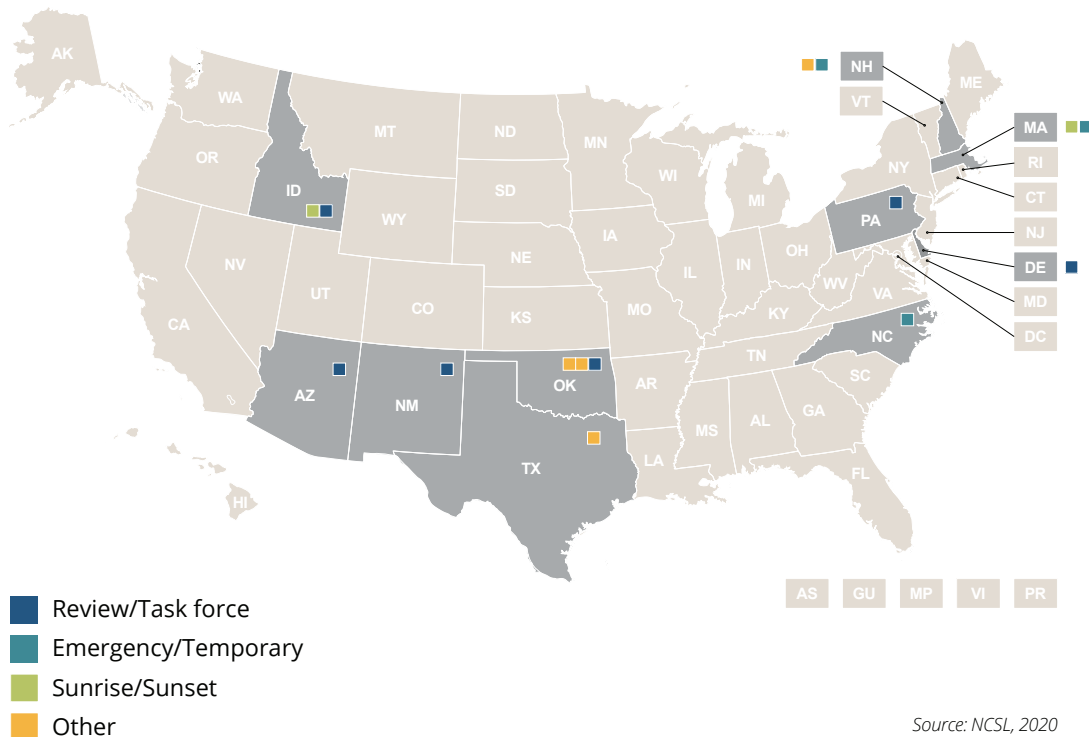 AK
WA
OR
CA
NV
ID
MT
WY
UT
AZ
CO
NM
ND
SD
NE
KS
OK
TX
MN
IA
MO
AR
LA
WI
IL
MI
IN
OH
KY
TN
MS
AL
GA
FL
SC
NC
VA
WV
PA
NY
ME
HI
NH
VT
MA
RI
CT
NJ
DE
MD
DC
AS GU MP VI PR
Review/Task force
Emergency/Temporary
Sunrise/Sunset
Other
Source: NCSL, 2020